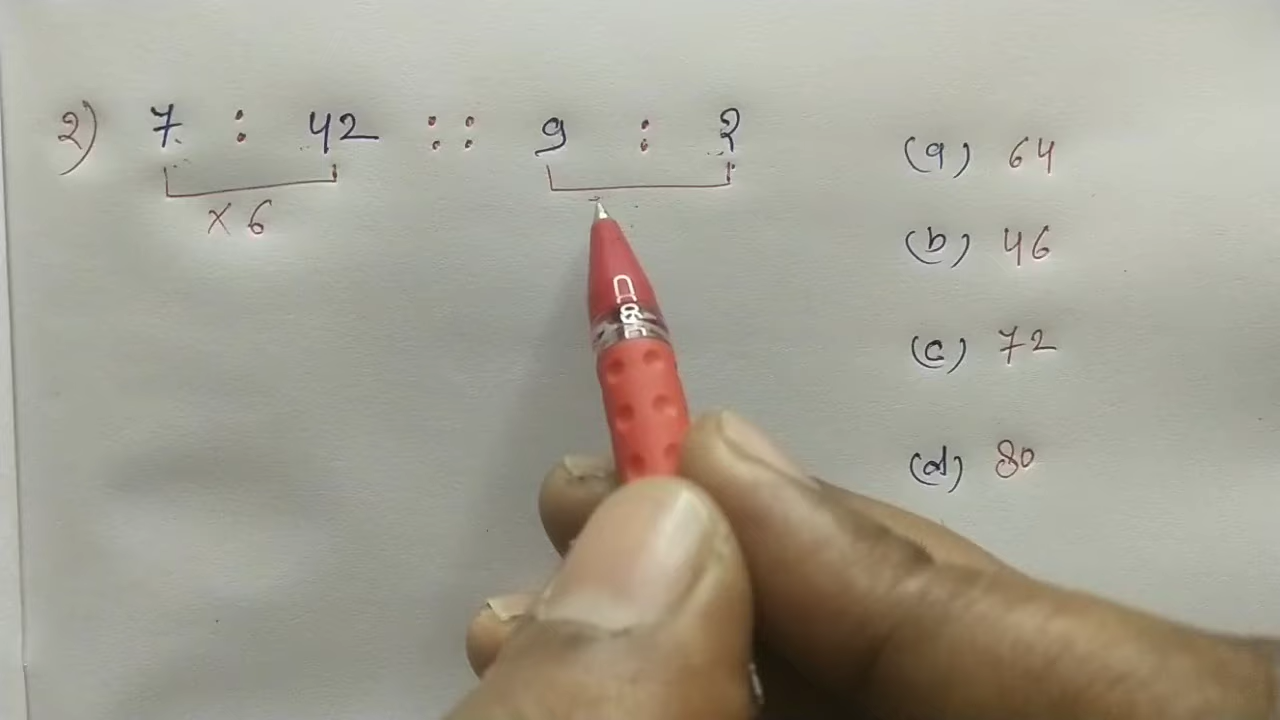 2) 7 : 42 :: 9 : ?
× 6
(a) 64
(b) 46
(c) 72
(d) 80